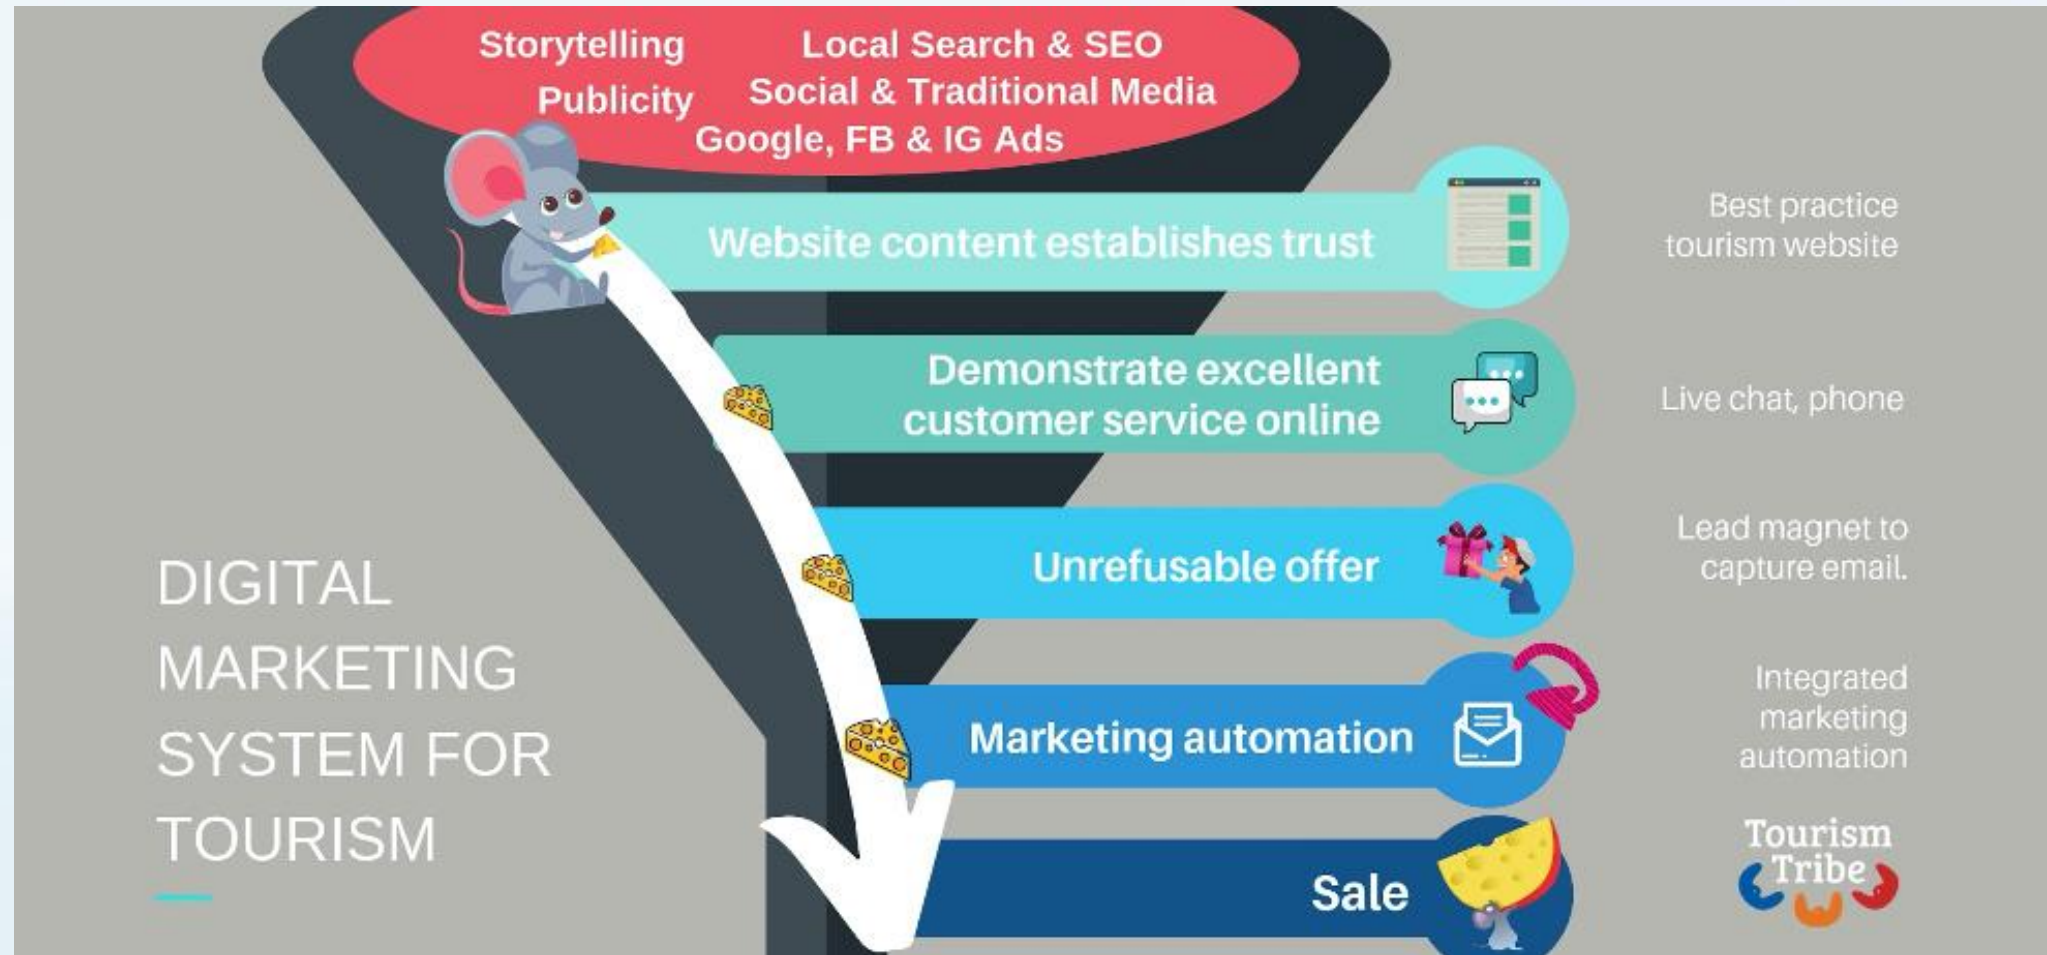 Storytelling
Local Search & SEO
Publicity
Social & Traditional Media
Google, FB & IG Ads
Website content establishes trust
Best practice
tourism website
Demonstrate excellent
customer service online
Live chat, phone
Unrefusable offer
Lead magnet to
capture email.
Marketing automation
Integrated
marketing
automation
Sale
DIGITAL
MARKETING
SYSTEM FOR
TOURISM
Tourism
Tribe